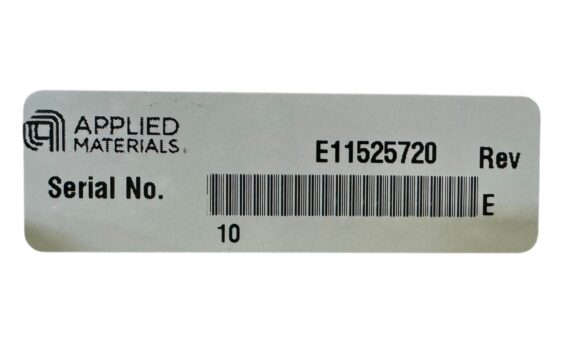 APPLIED
MATERIALS
E11525720 Rev
Serial No.
E
10